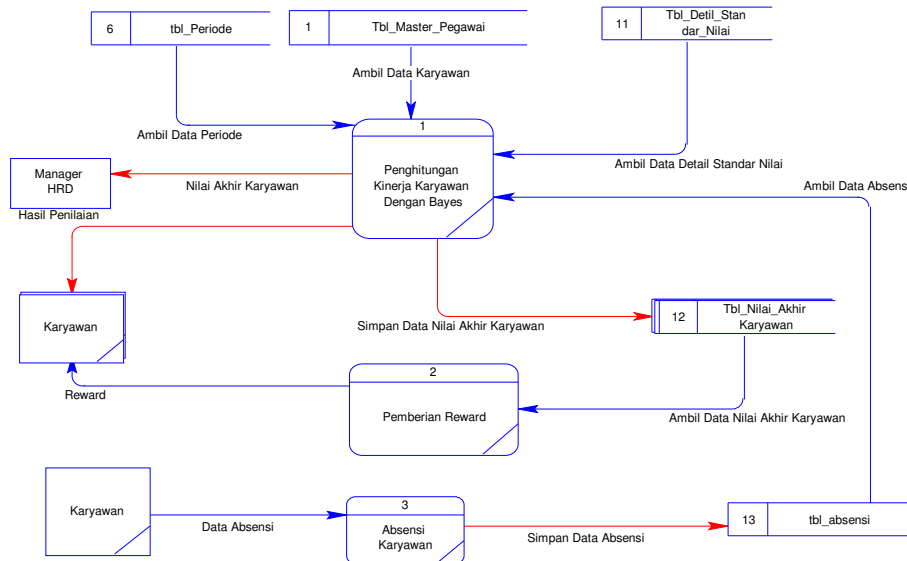 6 tbl_Periode
1 Tbl_Master_Pegawai
11 Tbl_Detil_Stan
dar_Nilai
Ambil Data Karyawan
Ambil Data Periode
1
Penghitungan
Kinerja Karyawan
Dengan Bayes
Ambil Data Detail Standar Nilai
Manager
HRD
Nilai Akhir Karyawan
Ambil Data Absens
Hasil Penilaian
Karyawan
Simpan Data Nilai Akhir Karyawan
12 Tbl_Nilai_Akhir
Karyawan
Reward
2
Pemberian Reward
Ambil Data Nilai Akhir Karyawan
Karyawan
Data Absensi
3
Absensi
Karyawan
Simpan Data Absensi
13 tbl_absensi